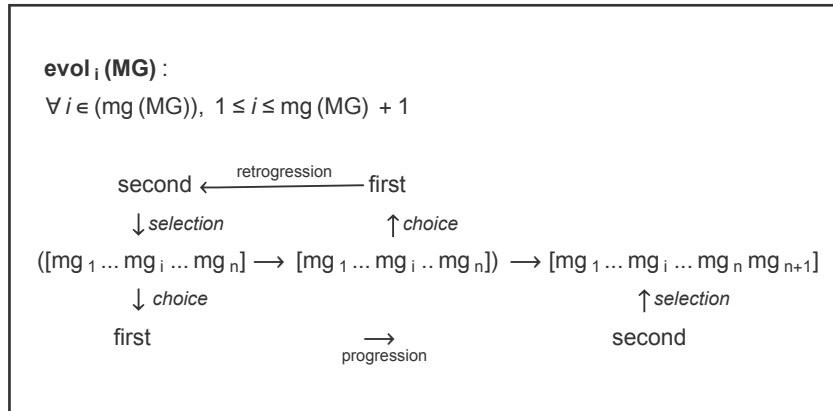 evol i (MG) :
∀ i ∈ (mg (MG)), 1 ≤ i ≤ mg (MG) + 1
retrogression
second ← first
↓ selection ↑ choice
([mg 1 ... mg i ... mg n] → [mg 1 ... mg i .. mg n]) → [mg 1 ... mg i ... mg n mg n+1]
↓ choice ↑ selection
first → second
progression